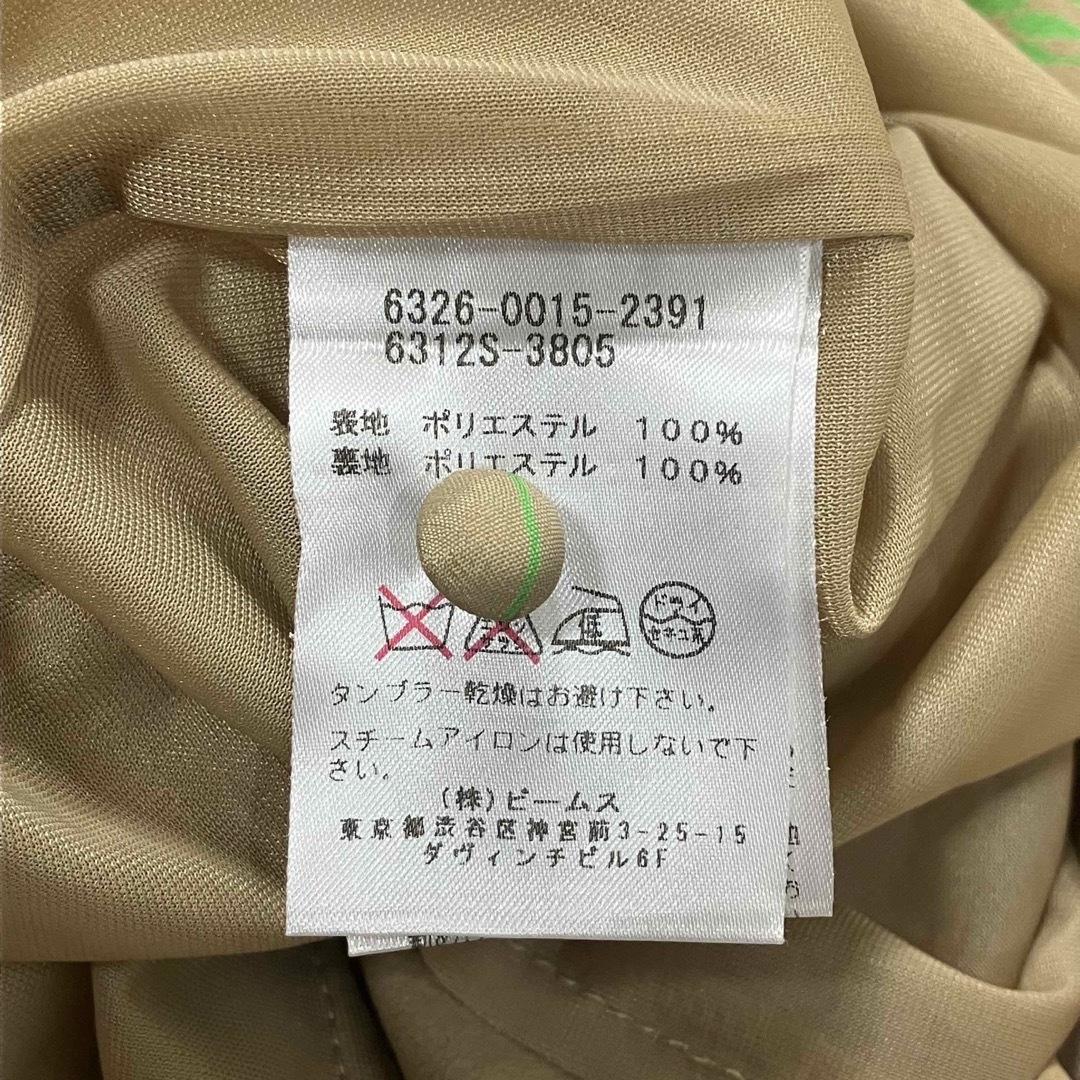 6326-0015-2391
6312S-3805
表地 ポリエステル 100%
裏地 ポリエステル 100%
低
ドライ
セキユ系
タンブラー乾燥はお避け下さい。
スチームアイロンは使用しないで下
さい。
(株)ビームス
東京都渋谷区神宮前3-25-15
ダヴィンチビル6F